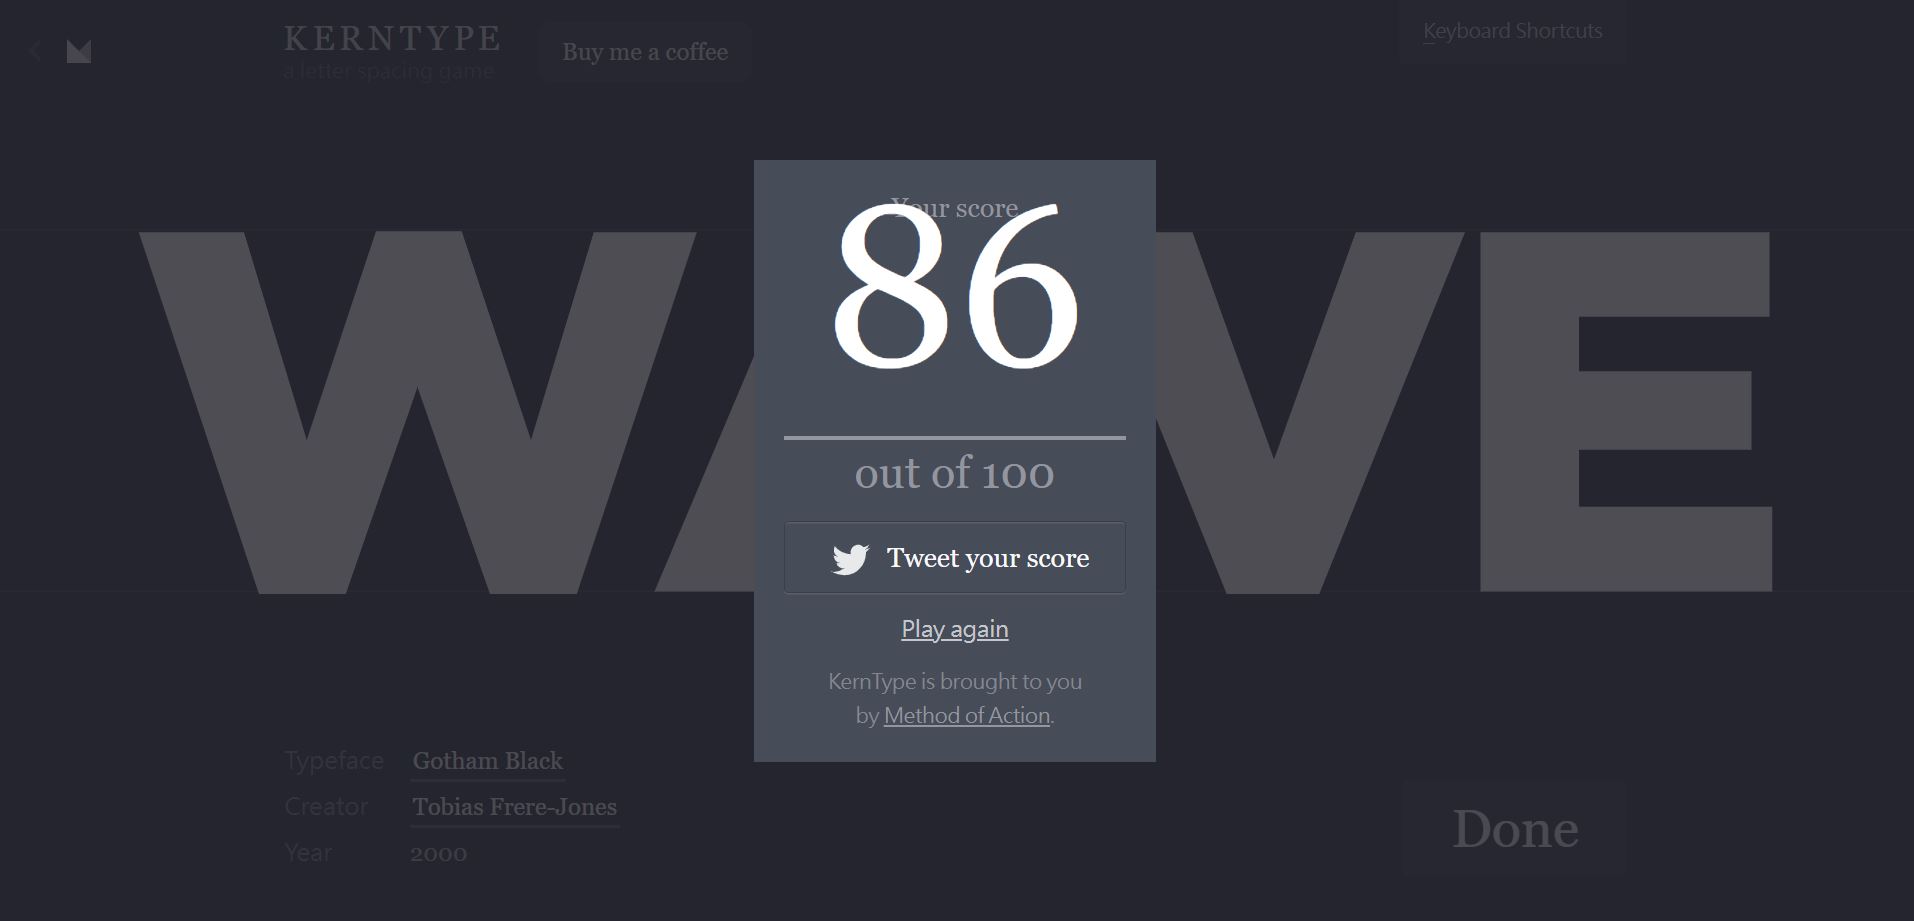 KERNTYPE
a letter spacing game
Buy me a coffee
Keyboard Shortcuts
WAVE
Your score
86
out of 100
Tweet your score
Play again
KernType is brought to you
by Method of Action.
Typeface Gotham Black
Creator Tobias Frere-Jones
Year 2000
Done